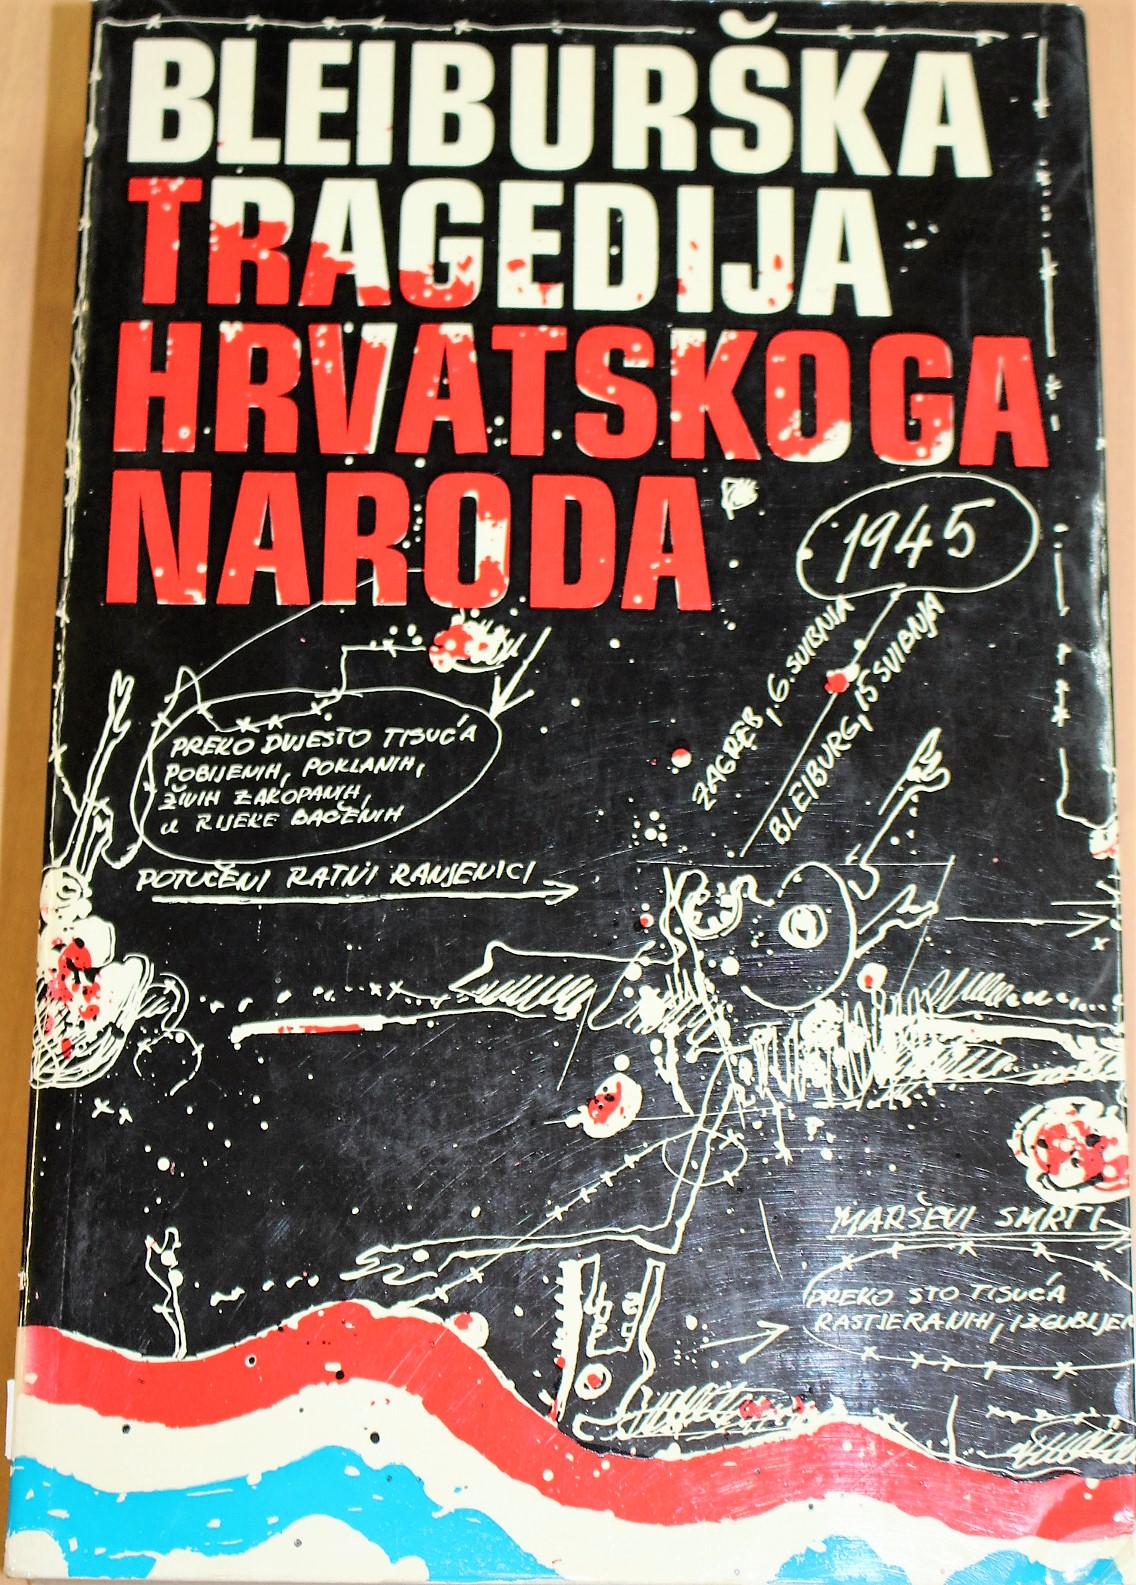 BLEIBURŠKA
TRAGEDIJA
HRVATSKOGA
NARODA
1945
ZAGREB, 6. SVIBNJA
BLEIBURG, 15 SVIBNJA
PREKO DVJESTO TISUĆA
POBIJENIH, POKLANIH,
ŽIVIH ZAKOPANIH,
U RIJEKE BAČENIH
POTUČENI RATNI RANJENICI
MARŠEVI SMRTI
PREKO STO TISUĆA
RASTJERANIH, IZGUBLJEN